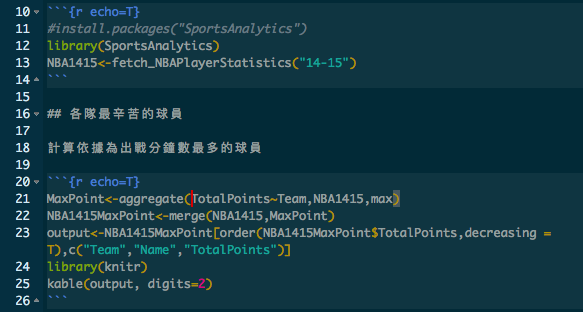 10 ```{r echo=T}
11 #install.packages("SportsAnalytics")
12 library(SportsAnalytics)
13 NBA1415<-fetch_NBAPlayerStatistics("14-15")
14 ```
15
16 ## 各隊最辛苦的球員
17
18 計算依據為出戰分鐘數最多的球員
19
20 ```{r echo=T}
21 MaxPoint<-aggregate(TotalPoints~Team,NBA1415,max)
22 NBA1415MaxPoint<-merge(NBA1415,MaxPoint)
23 output<-NBA1415MaxPoint[order(NBA1415MaxPoint$TotalPoints,decreasing =
T),c("Team","Name","TotalPoints")]
24 library(knitr)
25 kable(output, digits=2)
26 ```